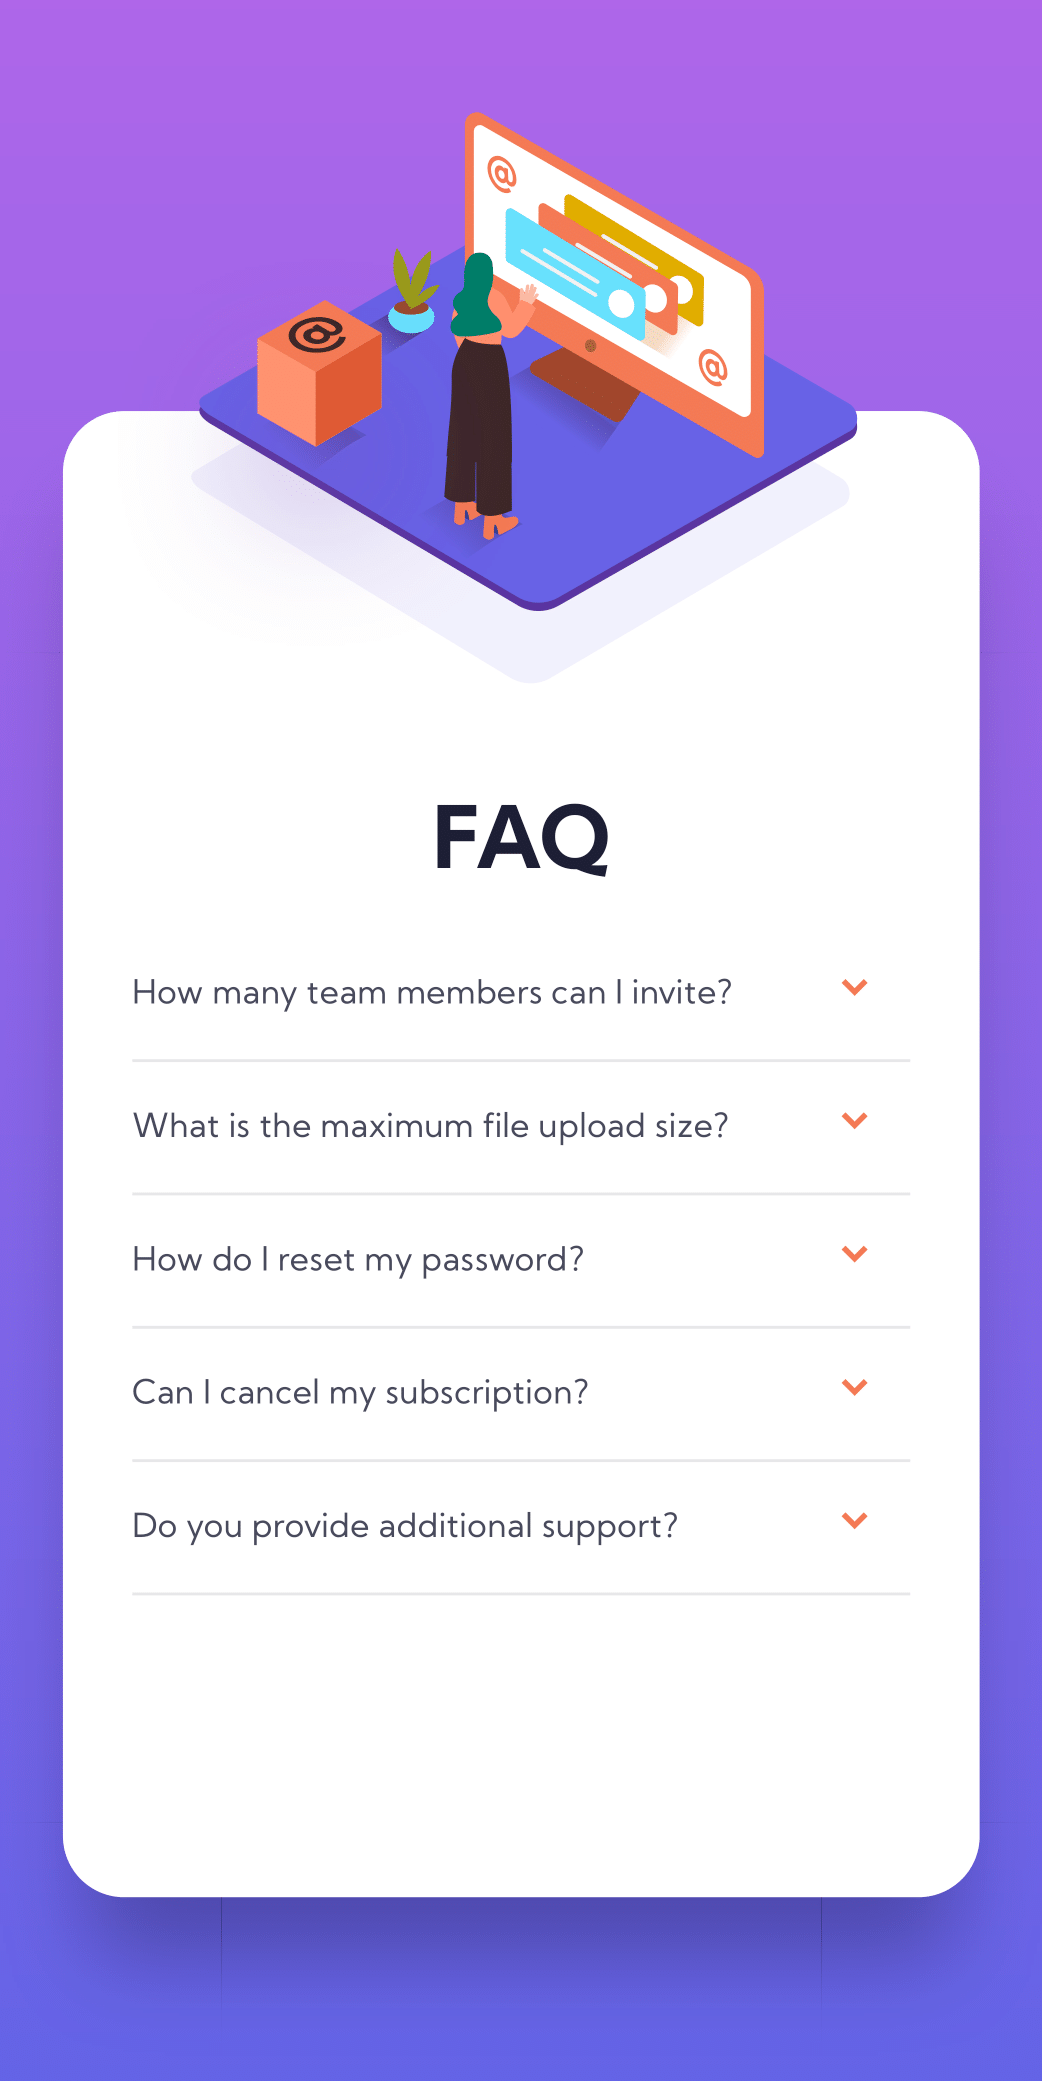 @
@
@
FAQ
How many team members can I invite?
What is the maximum file upload size?
How do I reset my password?
Can I cancel my subscription?
Do you provide additional support?